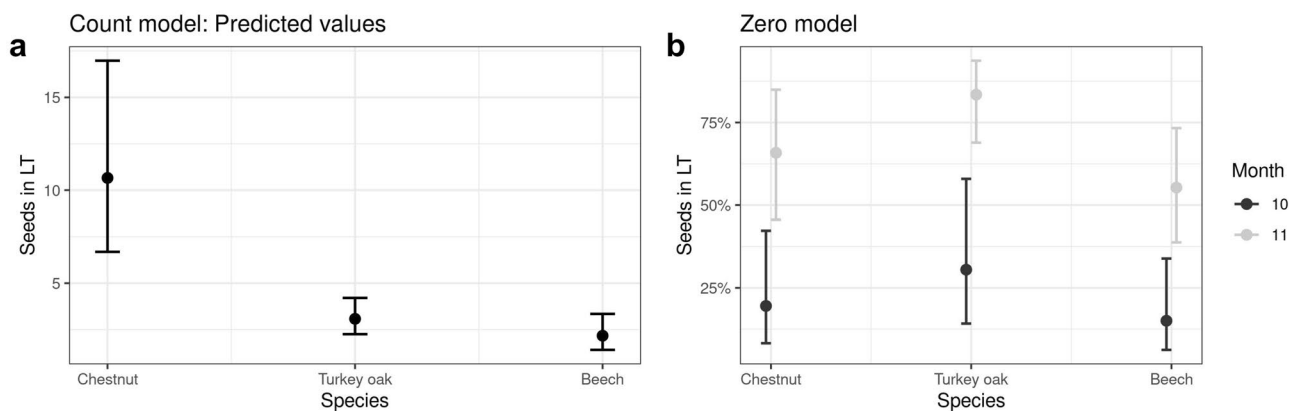 a
Count model: Predicted values
Seeds in LT
15
10
5
Chestnut Turkey oak Beech
Species
b
Zero model
Seeds in LT
75%
50%
25%
Chestnut Turkey oak Beech
Species
Month
10
11